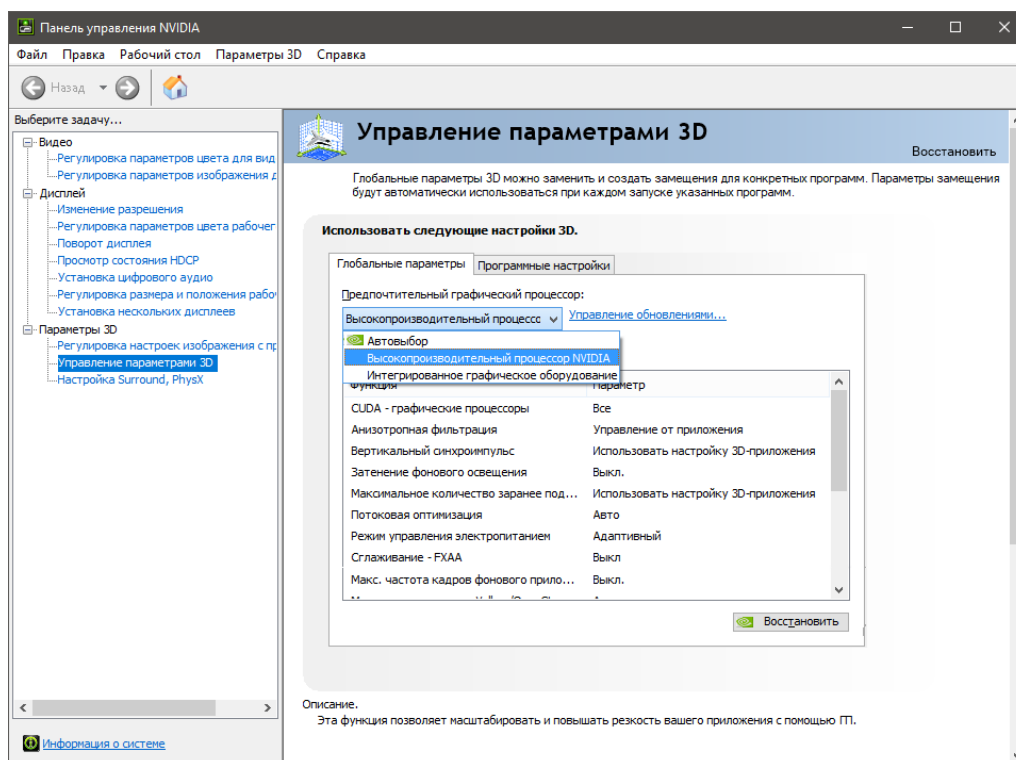 Панель управления NVIDIA
Файл Правка Рабочий стол Параметры 3D Справка
Назад
Выберите задачу...
Видео
Регулировка параметров цвета для вид
Регулировка параметров изображения д
Дисплей
Изменение разрешения
Регулировка параметров цвета рабочег
Поворот дисплея
Просмотр состояния HDCP
Установка цифрового аудио
Регулировка размера и положения рабоч
Установка нескольких дисплеев
Параметры 3D
Регулировка настроек изображения с пр
Управление параметрами 3D
Настройка Surround, PhysX
Информация о системе
Управление параметрами 3D
Восстановить
Глобальные параметры 3D можно заменить и создать замещения для конкретных программ. Параметры замещения
будут автоматически использоваться при каждом запуске указанных программ.
Использовать следующие настройки 3D.
Глобальные параметры Программные настройки
Предпочтительный графический процессор:
Высокопроизводительный процессс Управление обновлениями...
Автовыбор
Высокопроизводительный процессор NVIDIA
Интегрированное графическое оборудование
Функция Параметр
CUDA - графические процессоры Все
Анизотропная фильтрация Управление от приложения
Вертикальный синхроимпульс Использовать настройку 3D-приложения
Затенение фонового освещения Выкл.
Максимальное количество заранее под... Использовать настройку 3D-приложения
Потоковая оптимизация Авто
Режим управления электропитанием Адаптивный
Сглаживание - FXAA Выкл
Макс. частота кадров фонового прило... Выкл.
Восстановить
Описание.
Эта функция позволяет масштабировать и повышать резкость вашего приложения с помощью ГП.